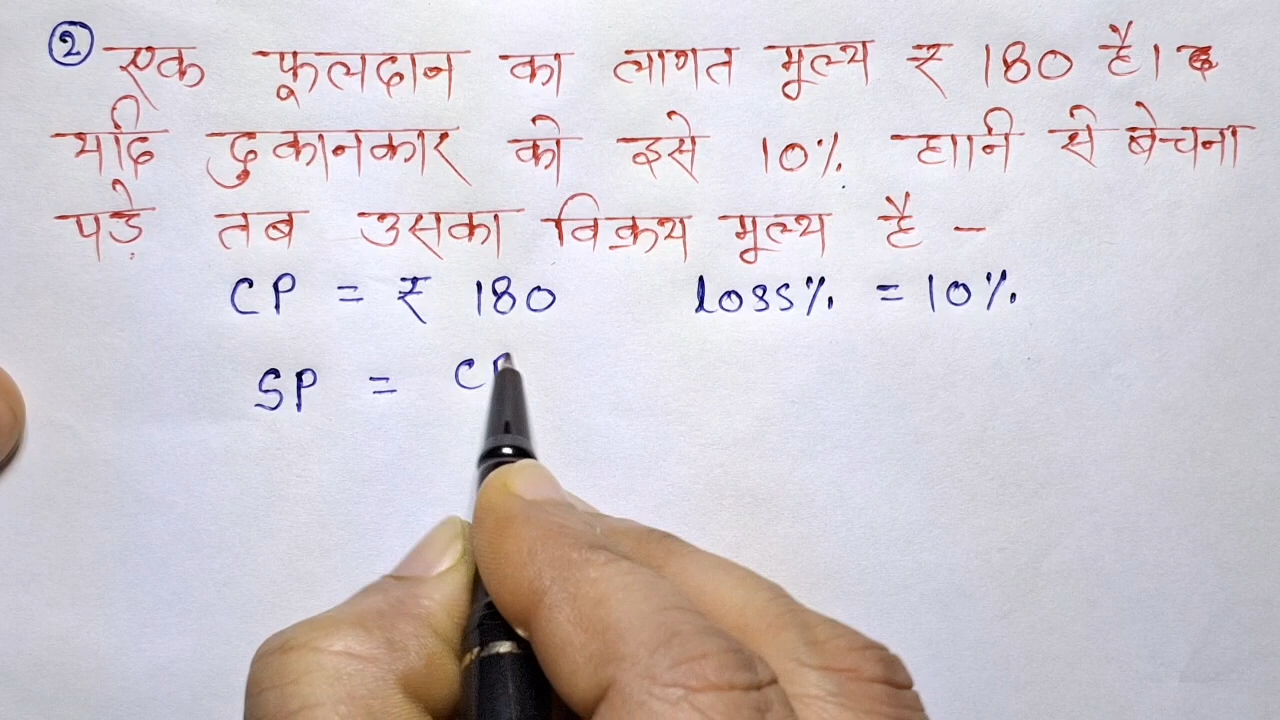 ② एक फूलदान का लागत मूल्य ₹ 180 है।
यदि दुकानकार को इसे 10% हानि से बेचना
पड़े तब उसका विक्रय मूल्य है -
CP = ₹ 180 Loss% = 10%
SP = CP